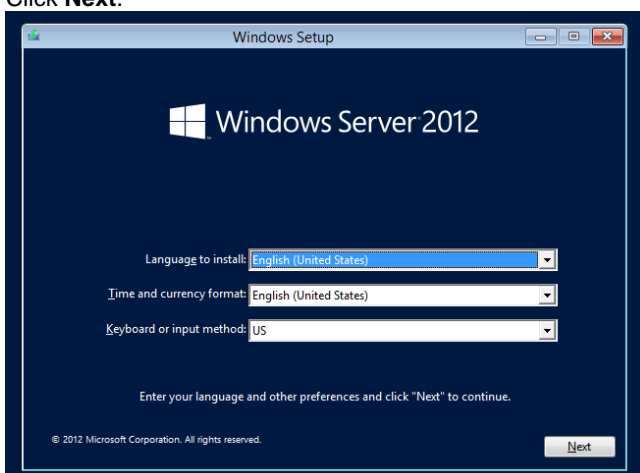 Click Next.
Windows Setup
Windows Server 2012
Language to install: English (United States)
Time and currency format: English (United States)
Keyboard or input method: US
Enter your language and other preferences and click "Next" to continue.
© 2012 Microsoft Corporation. All rights reserved.
Next